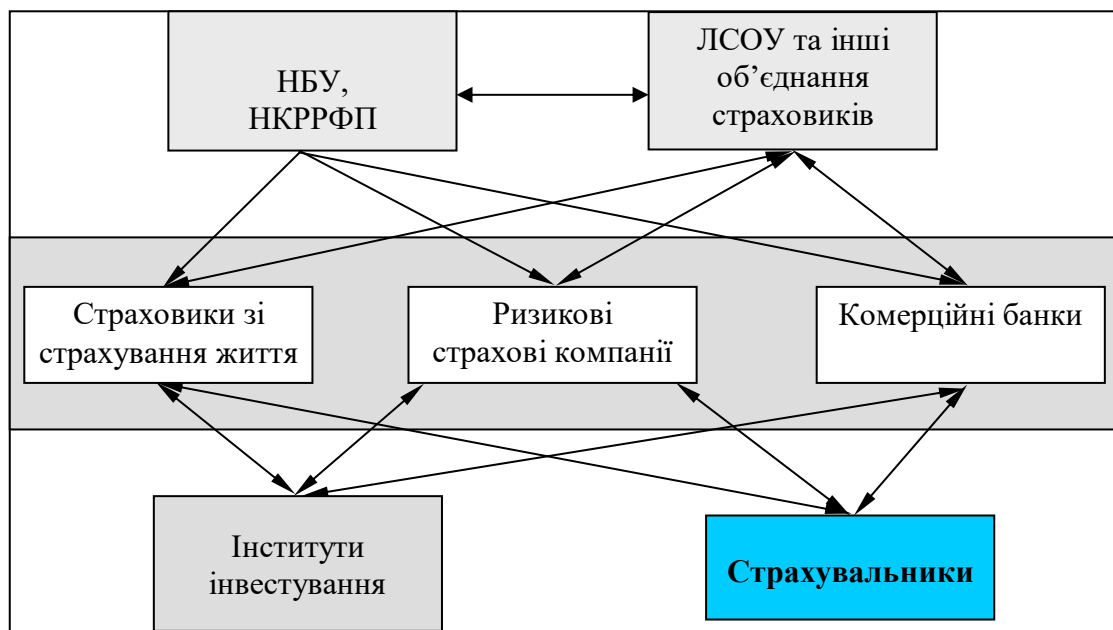 НБУ,
НКРРФП
ЛСОУ та інші
об’єднання
страховиків
Страховики зі
страхування життя
Ризикові
страхові компанії
Комерційні банки
Інститути
інвестування
Страхувальники